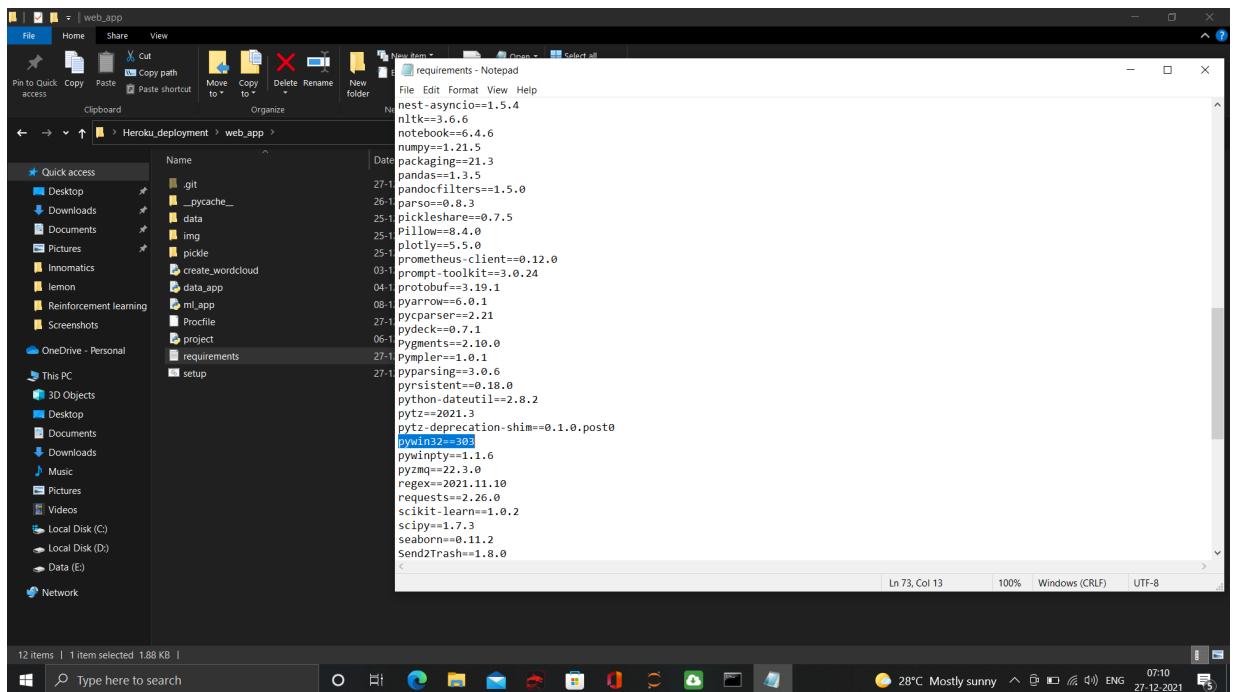 web_app
File Home Share View
Pin to Quick access
Copy
Paste
Cut
Copy path
Paste shortcut
Clipboard
Move to
Copy to
Delete
Rename
Organize
New folder
New item
Open
Select all
Heroku_deployment > web_app >
Quick access
Desktop
Downloads
Documents
Pictures
Innomatics
lemon
Reinforcement learning
Screenshots
OneDrive - Personal
This PC
3D Objects
Desktop
Documents
Downloads
Music
Pictures
Videos
Local Disk (C:)
Local Disk (D:)
Data (E:)
Network
Name Date
.git 27-1
__pycache__ 26-1
data 25-1
img 25-1
pickle 25-1
create_wordcloud 03-1
data_app 04-1
ml_app 08-1
Procfile 27-1
project 06-1
requirements 27-1
setup 27-1
requirements - Notepad
File Edit Format View Help
nest-asyncio==1.5.4
nltk==3.6.6
notebook==6.4.6
numpy==1.21.5
packaging==21.3
pandas==1.3.5
pandocfilters==1.5.0
parso==0.8.3
pickleshare==0.7.5
Pillow==8.4.0
plotly==5.5.0
prometheus-client==0.12.0
prompt-toolkit==3.0.24
protobuf==3.19.1
pyarrow==6.0.1
pycparser==2.21
pydeck==0.7.1
Pygments==2.10.0
Pympler==1.0.1
pyparsing==3.0.6
pyrsistent==0.18.0
python-dateutil==2.8.2
pytz==2021.3
pytz-deprecation-shim==0.1.0.post0
pywin32==303
pywinpty==1.1.6
pyzmq==22.3.0
regex==2021.11.10
requests==2.26.0
scikit-learn==1.0.2
scipy==1.7.3
seaborn==0.11.2
Send2Trash==1.8.0
Ln 73, Col 13 100% Windows (CRLF) UTF-8
12 items 1 item selected 1.88 KB
Type here to search
28°C Mostly sunny
ENG
07:10
27-12-2021
5